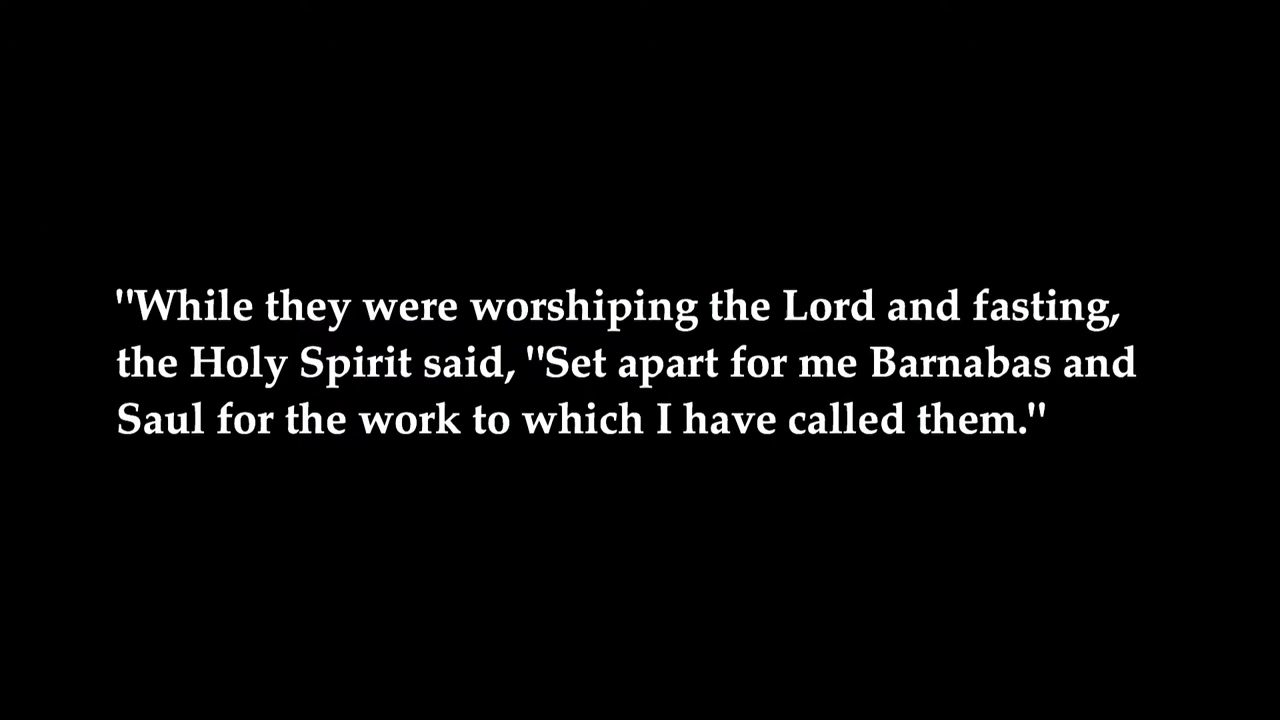 "While they were worshiping the Lord and fasting,
the Holy Spirit said, "Set apart for me Barnabas and
Saul for the work to which I have called them."